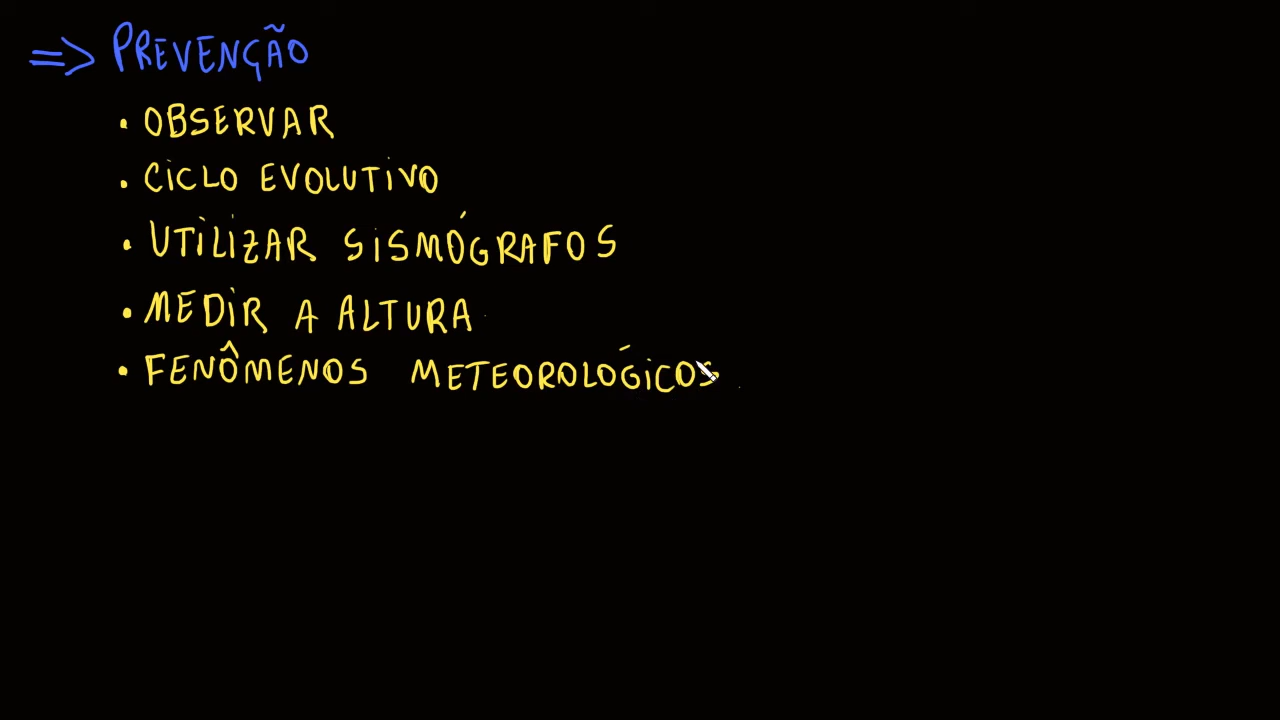 => PREVENÇÃO
• OBSERVAR
• CICLO EVOLUTIVO
• UTILIZAR SISMÓGRAFOS
• MEDIR A ALTURA
• FENÔMENOS METEOROLÓGICOS